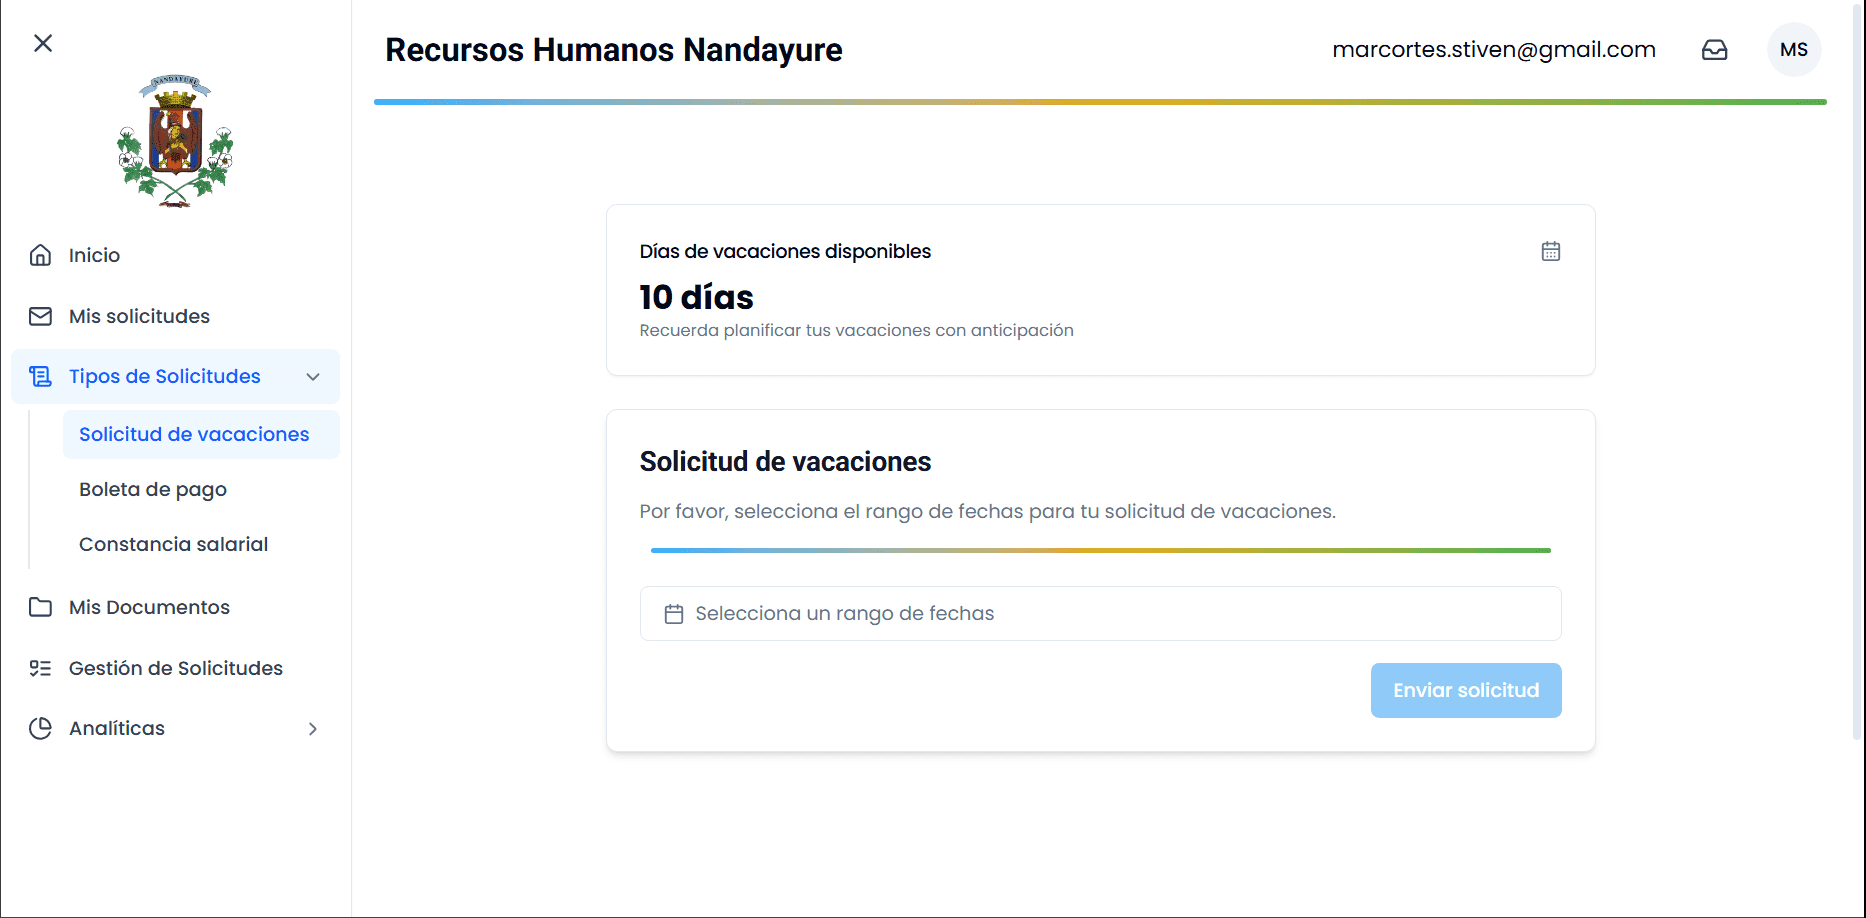 NANDAYURE
Inicio
Mis solicitudes
Tipos de Solicitudes
Solicitud de vacaciones
Boleta de pago
Constancia salarial
Mis Documentos
Gestión de Solicitudes
Analíticas
Recursos Humanos Nandayure
marcortes.stiven@gmail.com
MS
Días de vacaciones disponibles
10 días
Recuerda planificar tus vacaciones con anticipación
Solicitud de vacaciones
Por favor, selecciona el rango de fechas para tu solicitud de vacaciones.
Selecciona un rango de fechas
Enviar solicitud